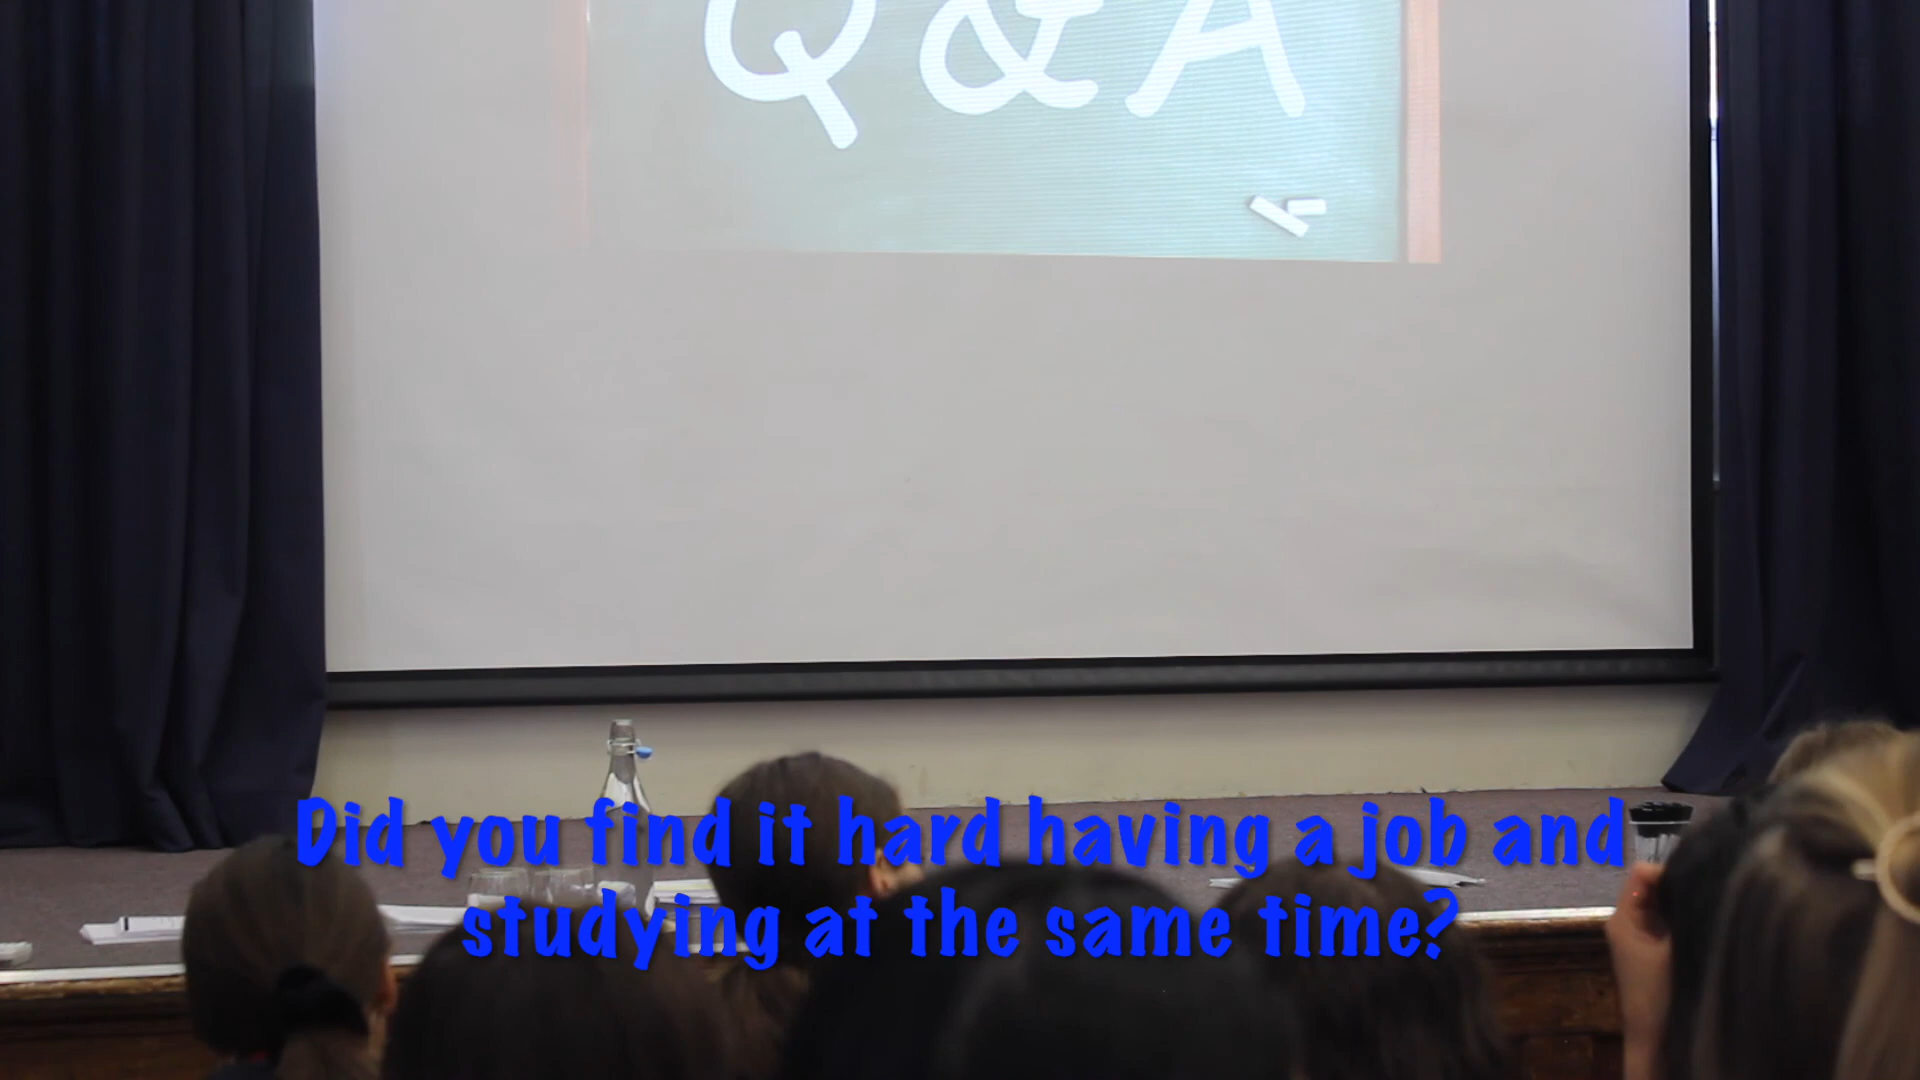 Q&A
Did you find it hard having a job and
studying at the same time?